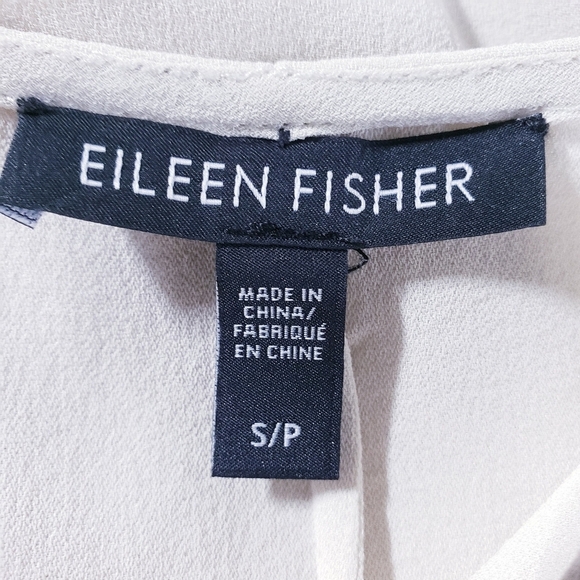 EILEEN FISHER
MADE IN
CHINA/
FABRIQUÉ
EN CHINE
S/P